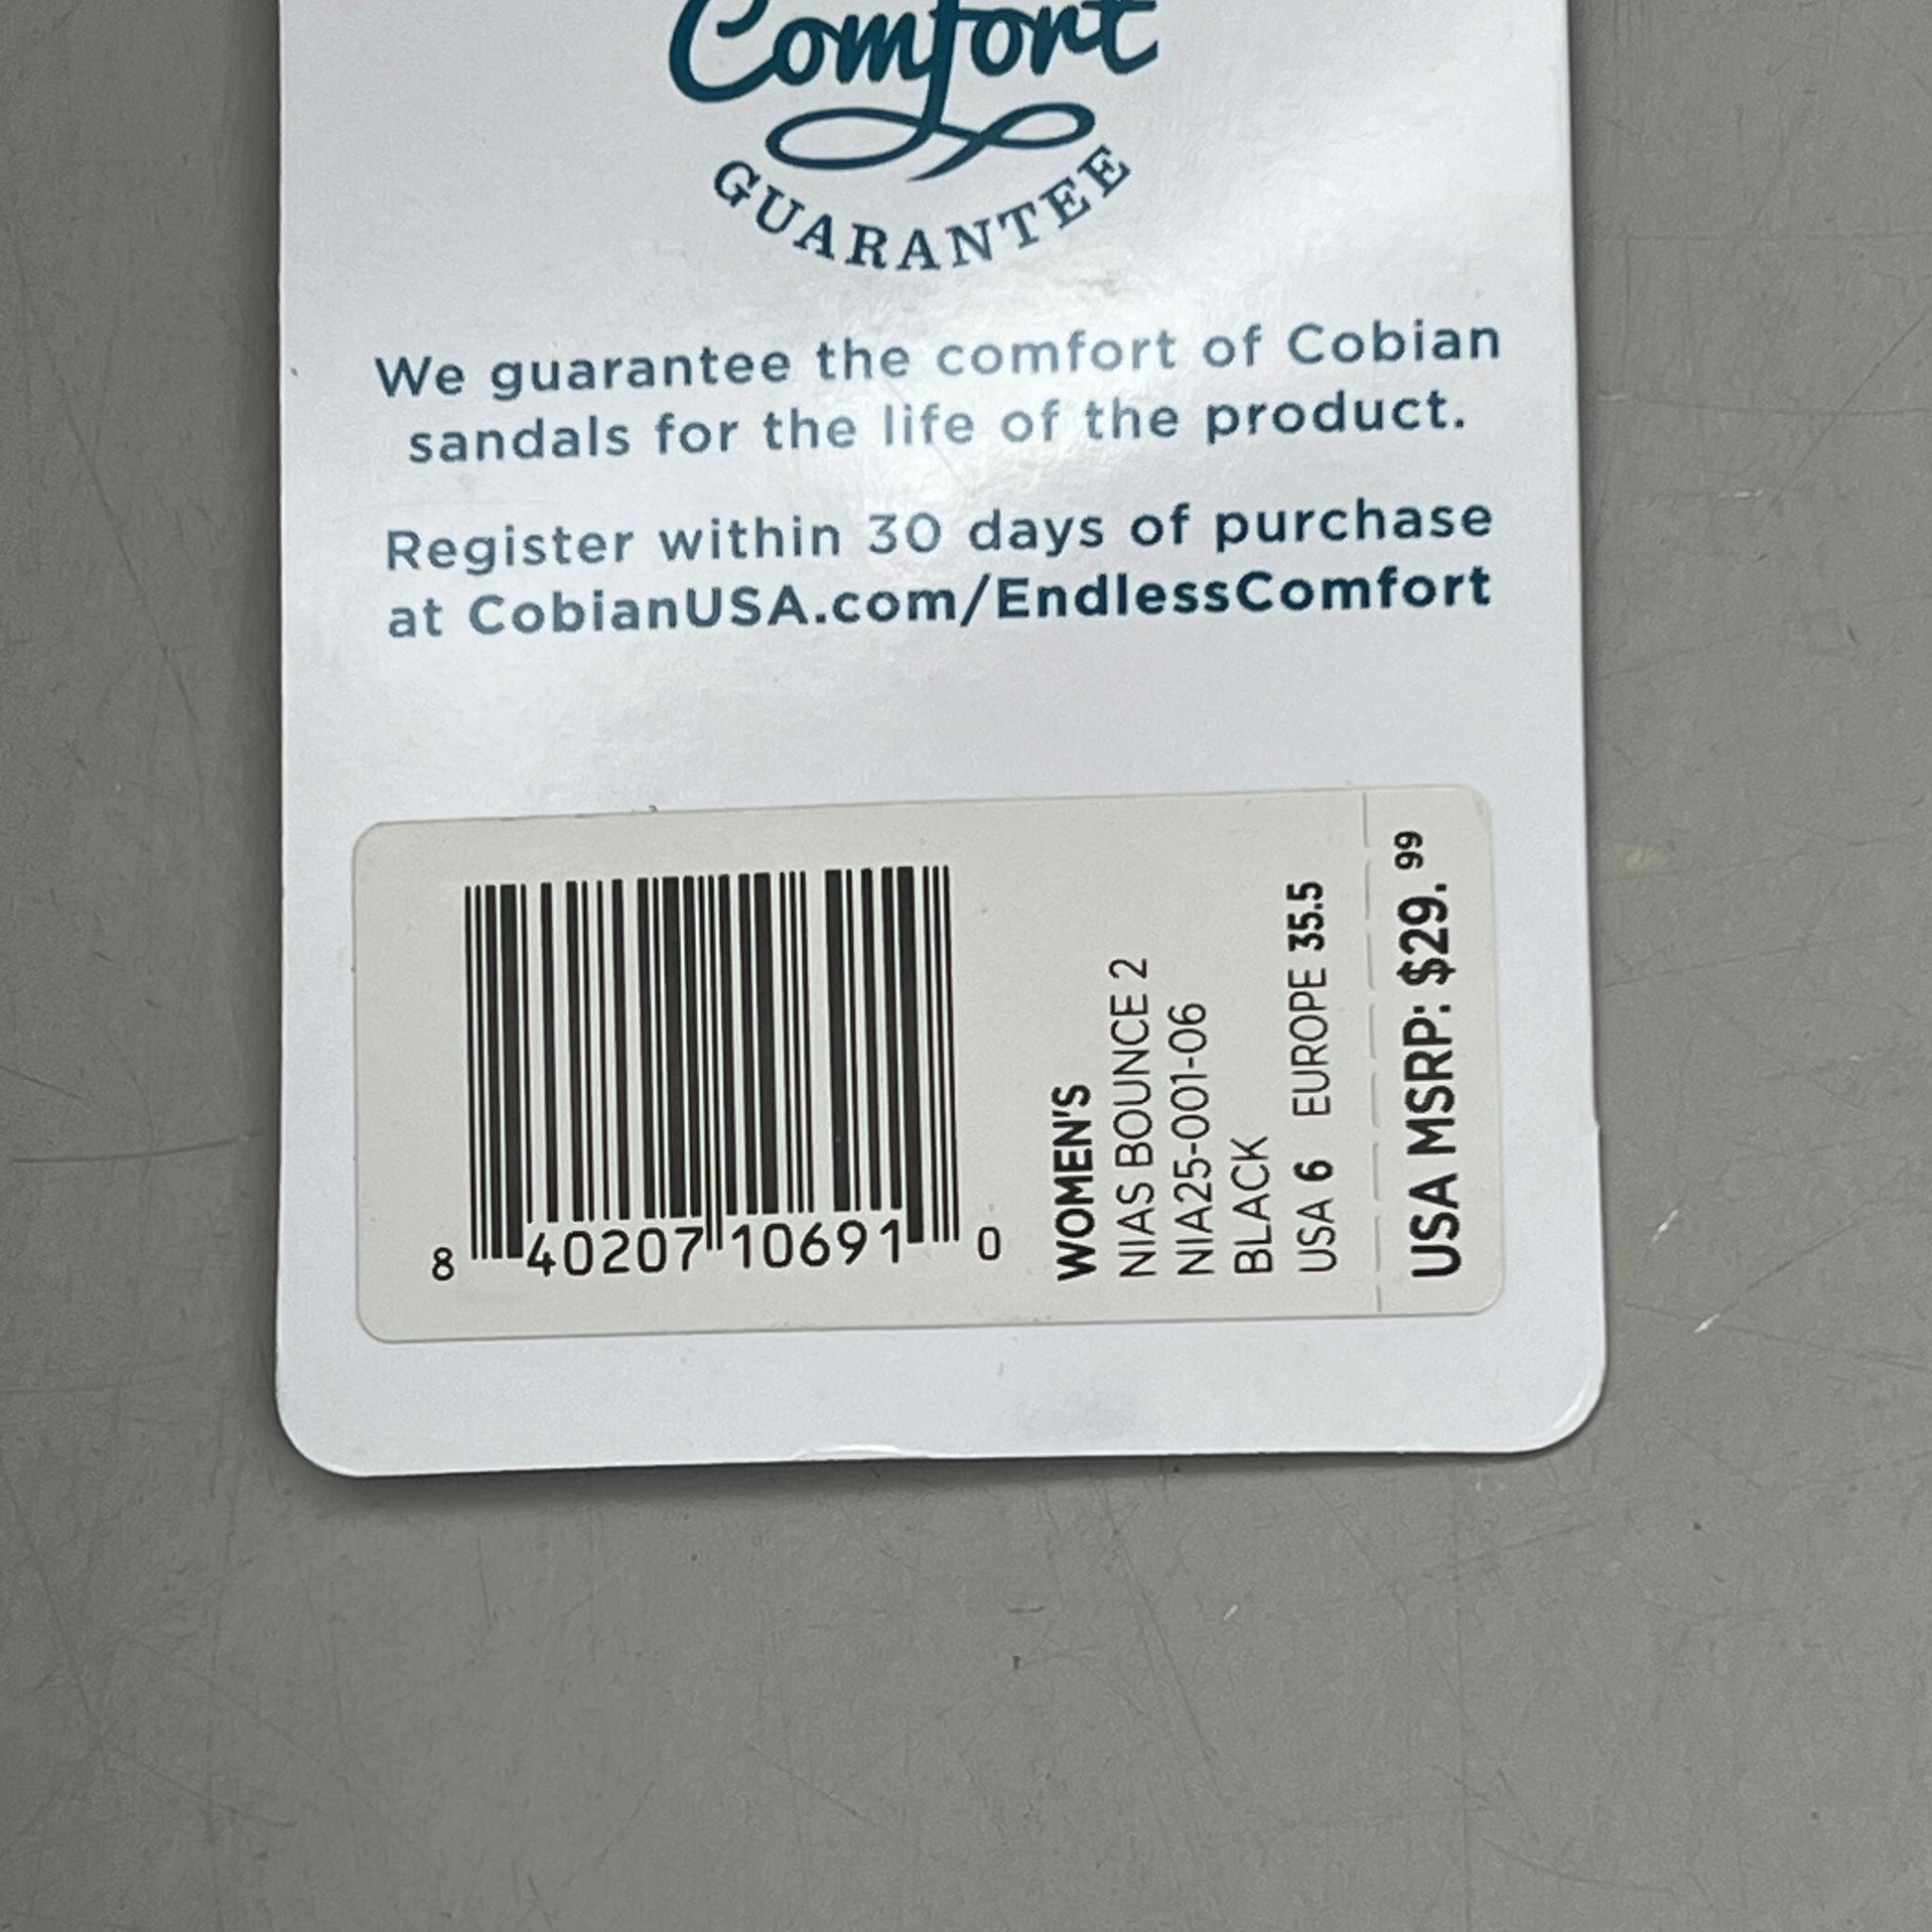 Comfort
GUARANTEE
We guarantee the comfort of Cobian
sandals for the life of the product.
Register within 30 days of purchase
at CobianUSA.com/EndlessComfort
8 40207 10691 0
WOMEN'S
NIAS BOUNCE 2
NIA25-001-06
BLACK
USA 6 EUROPE 35.5
USA MSRP: $29.99